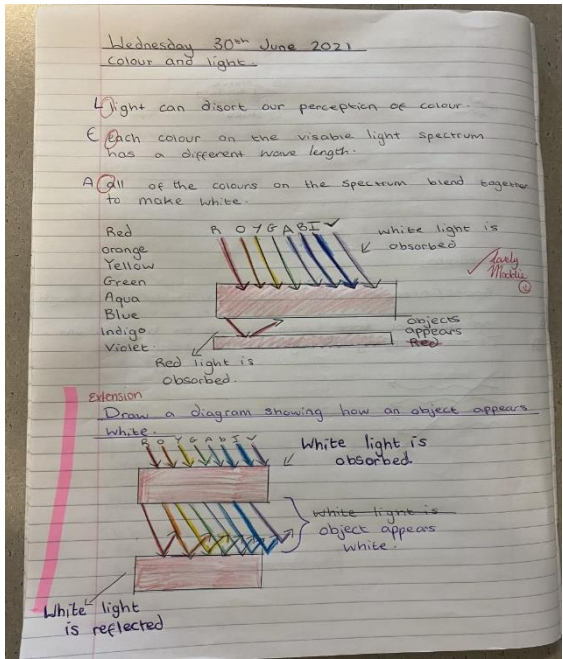 Wednesday 30th June 2021
Colour and light.
L light can disort our perception of colour.
E Each colour on the visable light spectrum
has a different wave length.
A all of the colours on the spectrum blend together
to make white.
Red
orange
Yellow
Green
Aqua
Blue
Indigo
Violet.
R O Y G A B I V
white light is
absorbed
lovely
Maddie
objects
appears
Red
Red light is
absorbed.
Extension
Draw a diagram showing how an object appears
white.
R O Y G A b I V
White light is
absorbed.
white light is
object appears
white.
White light
is reflected